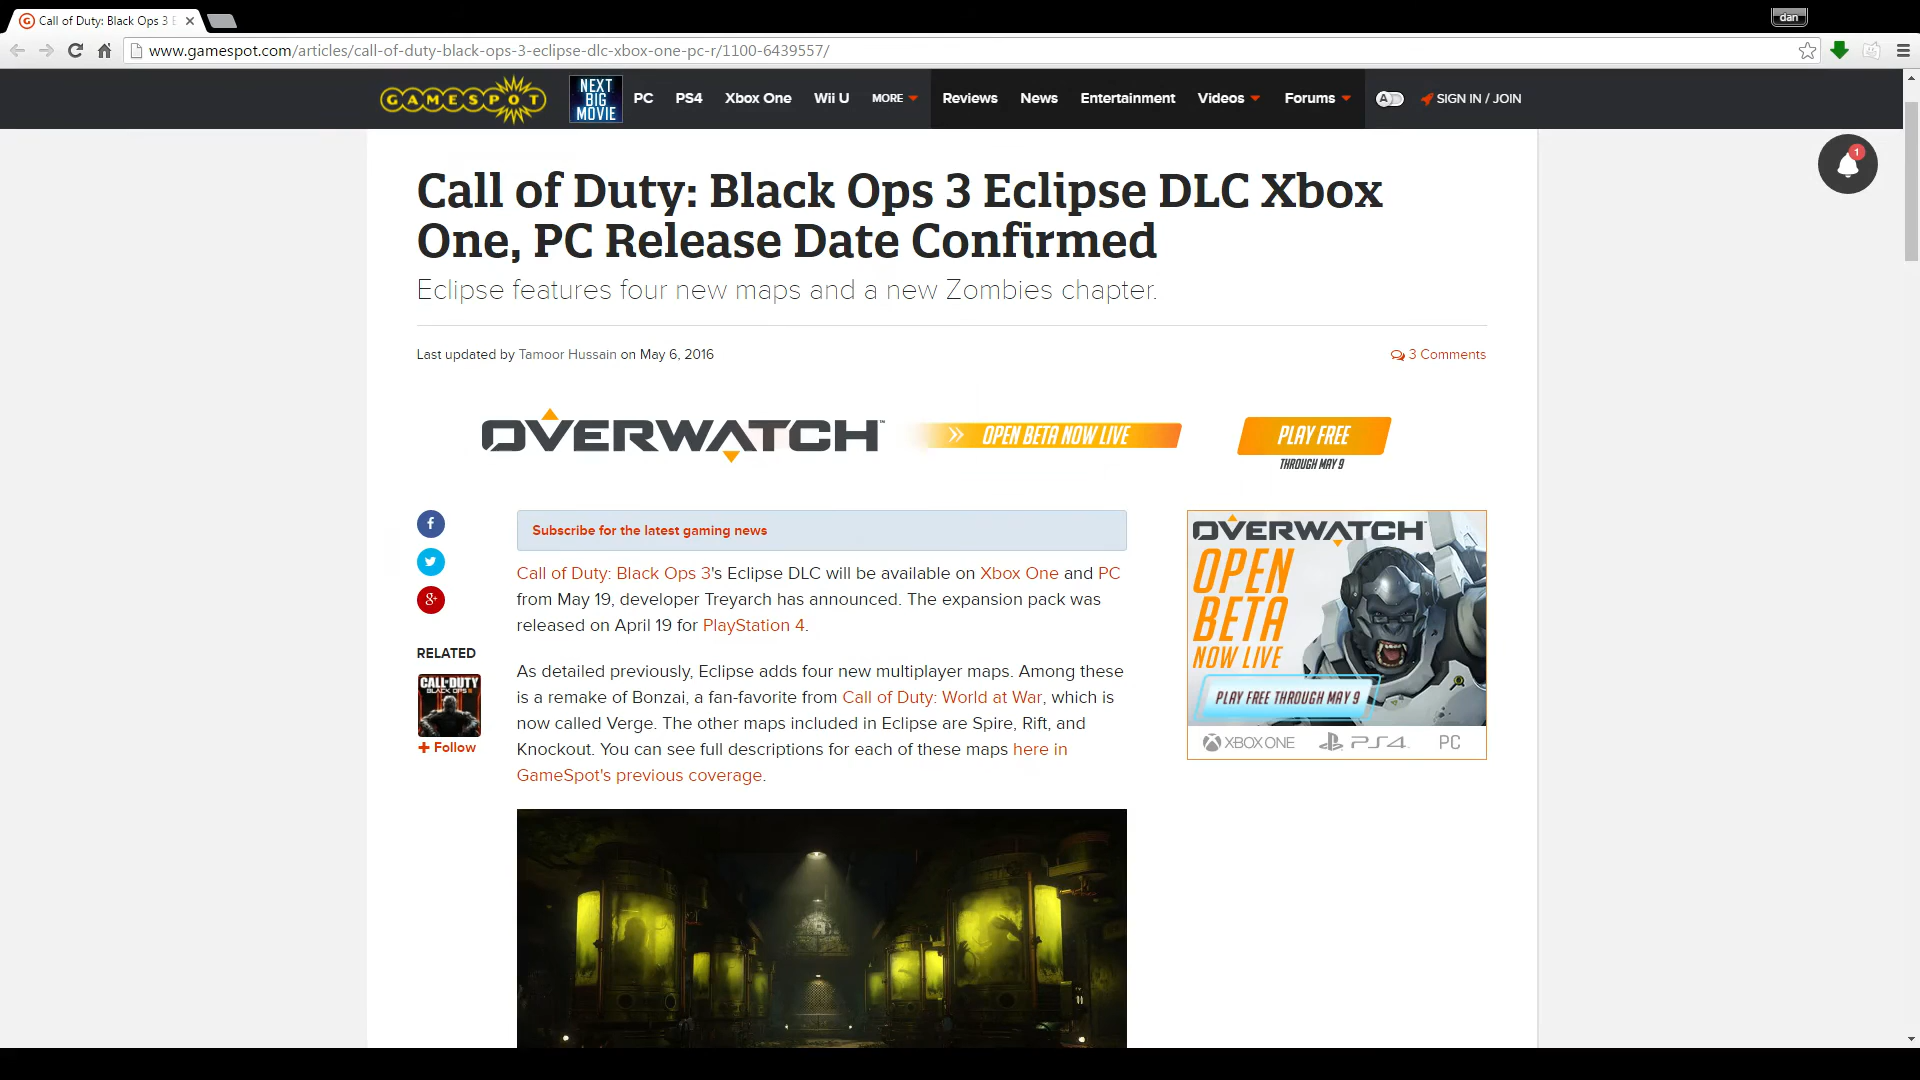 Call of Duty: Black Ops 3 E
dan
www.gamespot.com/articles/call-of-duty-black-ops-3-eclipse-dlc-xbox-one-pc-r/1100-6439557/
GAMESPOT
NEXT
BIG
MOVIE
PC PS4 Xbox One Wii U MORE Reviews News Entertainment Videos Forums A SIGN IN / JOIN
1
Call of Duty: Black Ops 3 Eclipse DLC Xbox
One, PC Release Date Confirmed
Eclipse features four new maps and a new Zombies chapter.
Last updated by Tamoor Hussain on May 6, 2016
3 Comments
OVERWATCH™ OPEN BETA NOW LIVE PLAY FREE
THROUGH MAY 9
Subscribe for the latest gaming news
Call of Duty: Black Ops 3's Eclipse DLC will be available on Xbox One and PC
from May 19, developer Treyarch has announced. The expansion pack was
released on April 19 for PlayStation 4.
As detailed previously, Eclipse adds four new multiplayer maps. Among these
is a remake of Bonzai, a fan-favorite from Call of Duty: World at War, which is
now called Verge. The other maps included in Eclipse are Spire, Rift, and
Knockout. You can see full descriptions for each of these maps here in
GameSpot's previous coverage.
f
g+
RELATED
CALL OF DUTY
BLACK OPS III
+ Follow
OVERWATCH
OPEN
BETA
NOW LIVE
PLAY FREE THROUGH MAY 9
XBOX ONE PS4 PC